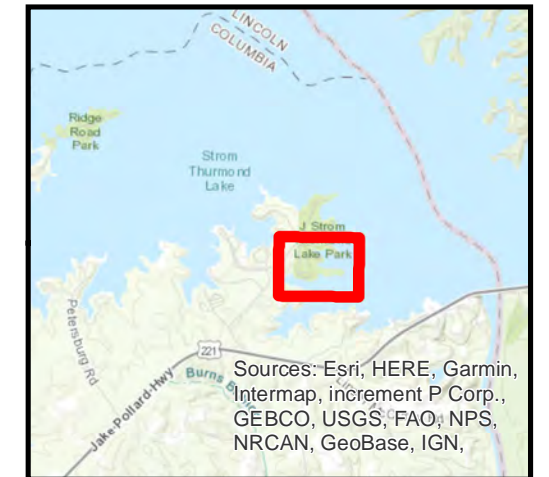 LINCOLN
COLUMBIA
Ridge
Road
Park
Strom
Thurmond
Lake
J Strom
Lake Park
Petersburg Rd
221
Jake-Pollard-Hwy
Burns B
Sources: Esri, HERE, Garmin,
Intermap, increment P Corp.,
GEBCO, USGS, FAO, NPS,
NRCAN, GeoBase, IGN,